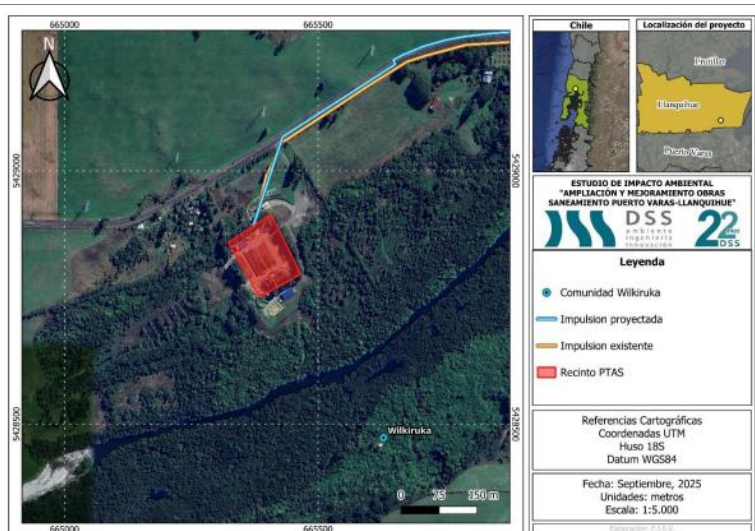 665000
665500
N
5429000
5429000
5428500
5428500
Wilkiruka
0 75 150 m
665000
665500
Chile
Localización del proyecto
Frutillar
Llanquihue
Puerto Varas
ESTUDIO DE IMPACTO AMBIENTAL
"AMPLIACIÓN Y MEJORAMIENTO OBRAS
SANEAMIENTO PUERTO VARAS-LLANQUIHUE"
DSS
ambiente
ingeniería
innovación
22
DSS
Leyenda
Comunidad Wilkiruka
Impulsion proyectada
Impulsion existente
Recinto PTAS
Referencias Cartográficas
Coordenadas UTM
Huso 18S
Datum WGS84
Fecha: Septiembre, 2025
Unidades: metros
Escala: 1:5.000